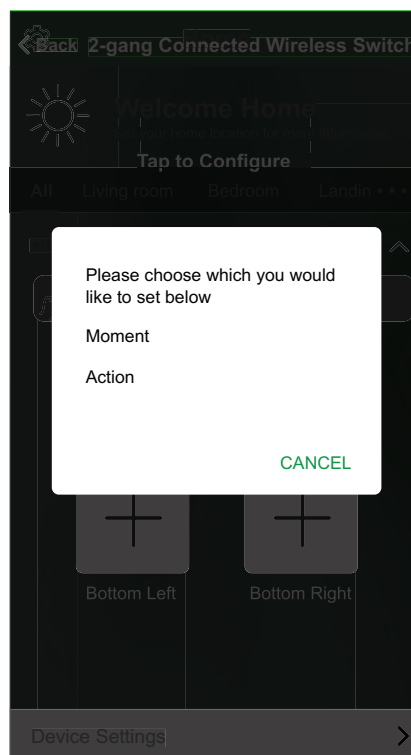 Back 2-gang Connected Wireless Switch
Welcome Home
Tap to Configure
All Living room Bedroom Landin
Please choose which you would
like to set below
Moment
Action
CANCEL
Bottom Left Bottom Right
Device Settings